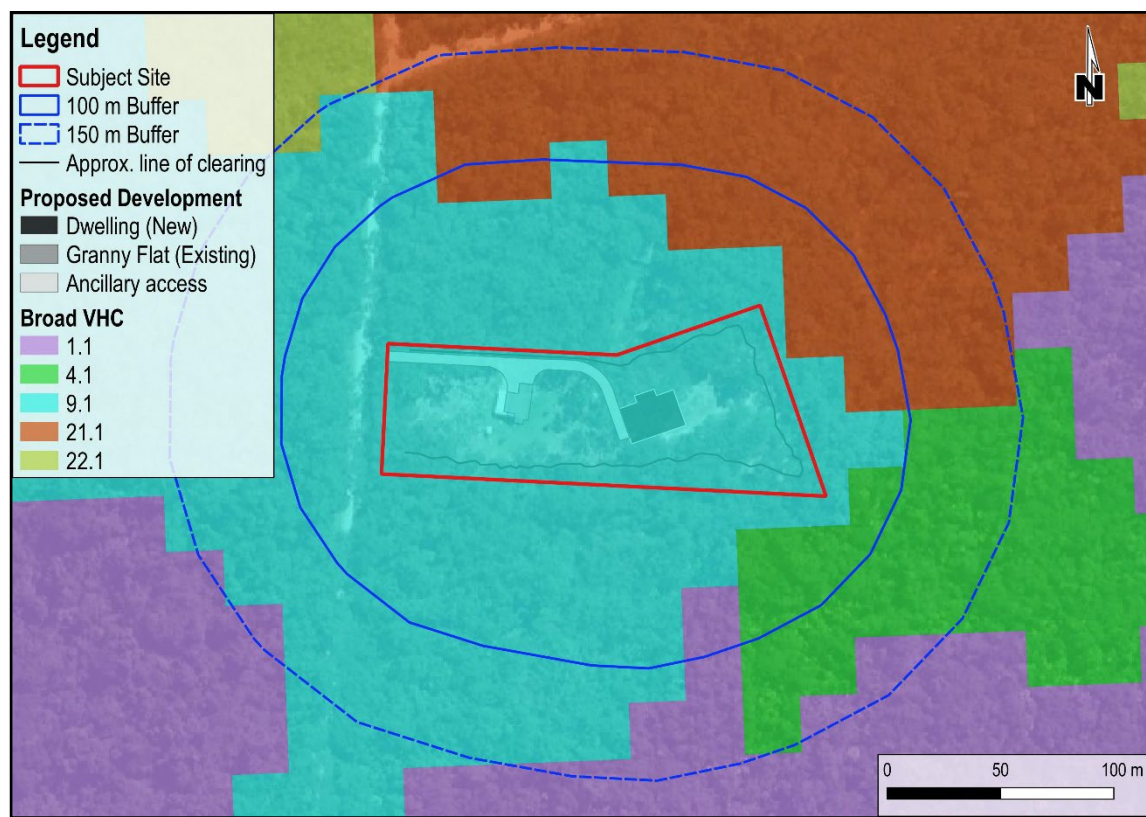 Legend
Subject Site
100 m Buffer
150 m Buffer
Approx. line of clearing
Proposed Development
Dwelling (New)
Granny Flat (Existing)
Ancillary access
Broad VHC
1.1
4.1
9.1
21.1
22.1
N
0 50 100 m